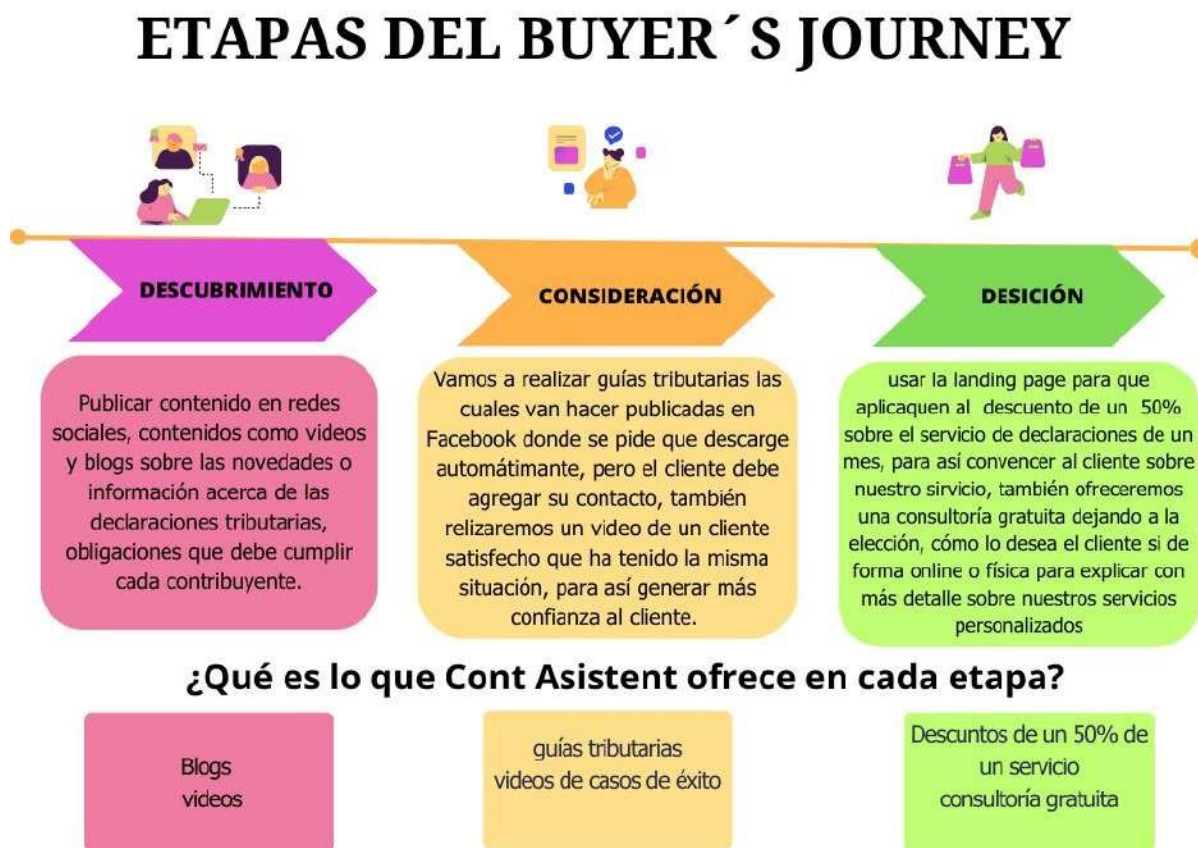 ETAPAS DEL BUYER´S JOURNEY
DESCUBRIMIENTO
CONSIDERACIÓN
DESICIÓN
Publicar contenido en redes
sociales, contenidos como videos
y blogs sobre las novedades o
información acerca de las
declaraciones tributarias,
obligaciones que debe cumplir
cada contribuyente.
Vamos a realizar guías tributarias las
cuales van hacer publicadas en
Facebook donde se pide que descarge
automátimante, pero el cliente debe
agregar su contacto, también
relizaremos un video de un cliente
satisfecho que ha tenido la misma
situación, para así generar más
confianza al cliente.
usar la landing page para que
aplicaquen al descuento de un 50%
sobre el servicio de declaraciones de un
mes, para así convencer al cliente sobre
nuestro sirvicio, también ofreceremos
una consultoría gratuita dejando a la
elección, cómo lo desea el cliente si de
forma online o física para explicar con
más detalle sobre nuestros servicios
personalizados
¿Qué es lo que Cont Asistent ofrece en cada etapa?
Blogs
videos
guías tributarias
videos de casos de éxito
Descuntos de un 50% de
un servicio
consultoría gratuita